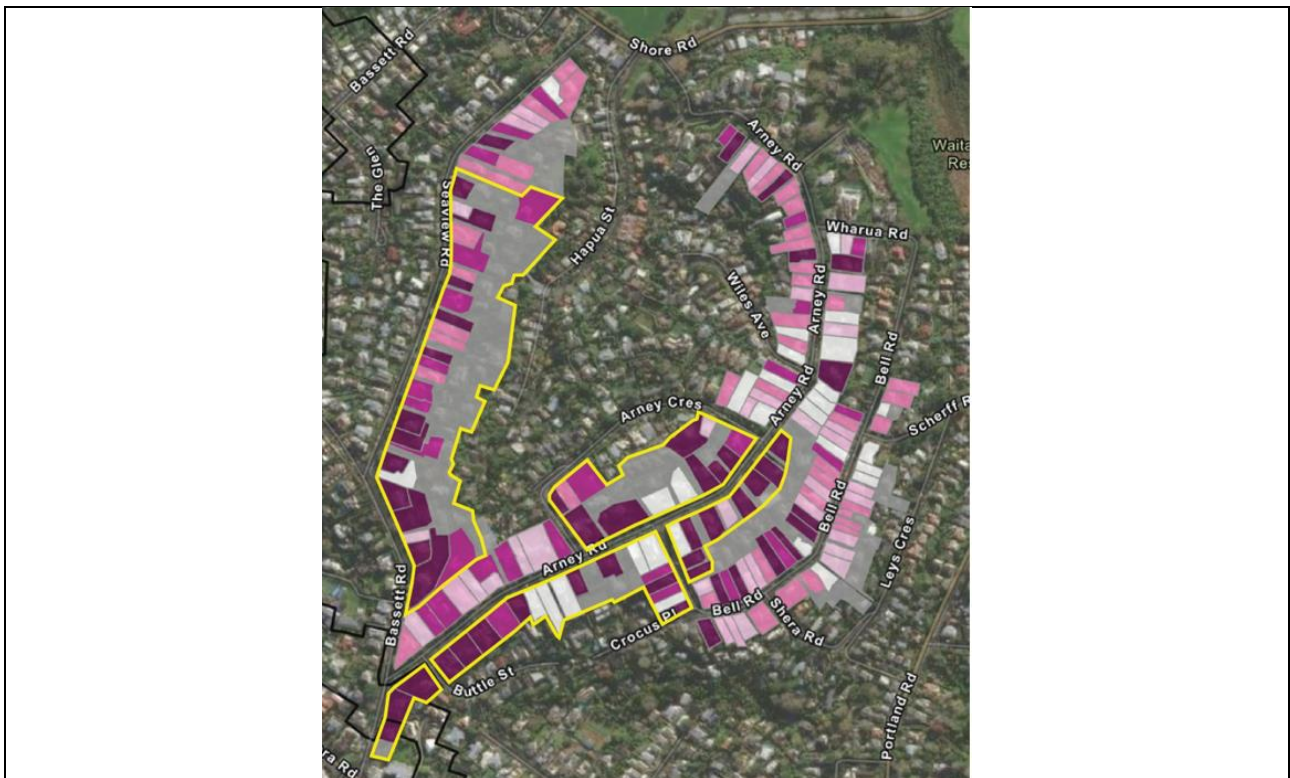 Bassett Rd
Shore Rd
Arney Rd
Waita
Re
The Glen
Seaview Rd
Hapua St
Wharua Rd
Wiles Ave
Arney Rd
Bell Rd
Arney Rd
Arney Cres
Scherff R
Bell Rd
Leys Cres
Arney Rd
Bassett Rd
Bell Rd
Shera Rd
Crocus Pl
Buttle St
Portland Rd
ra Rd